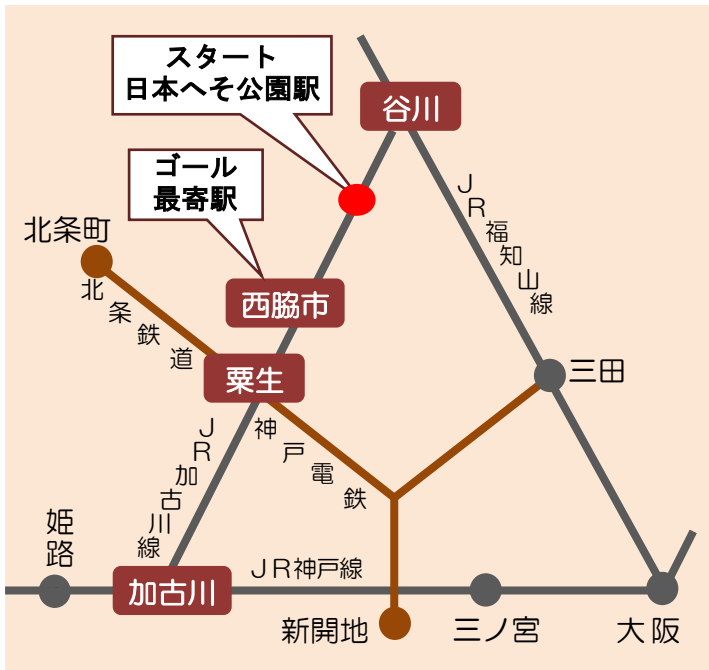 スタート
日本へそ公園駅
谷川
ゴール
最寄駅
JR福知山線
北条町
北条鉄道
西脇市
粟生
三田
神戸電鉄
JR加古川線
姫路
加古川
JR神戸線
新開地
三ノ宮
大阪